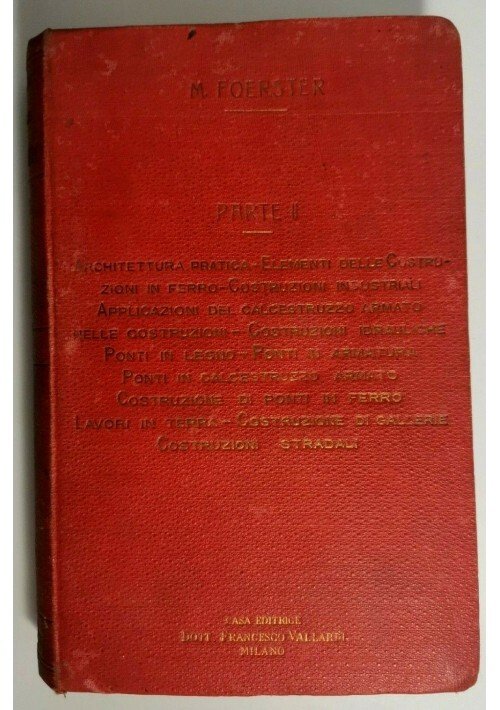 M. FOERSTER
PARTE II
ARCHITETTURA PRATICA - ELEMENTI DELLE COSTRU-
ZIONI IN FERRO - COSTRUZIONI INDUSTRIALI
APPLICAZIONI DEL CALCESTRUZZO ARMATO
NELLE COSTRUZIONI - COSTRUZIONI IDRAULICHE
PONTI IN LEGNO - PONTI DI ARMATURA
PONTI IN CALCESTRUZZO ARMATO
COSTRUZIONE DI PONTI IN FERRO
LAVORI IN TERRA - COSTRUZIONE DI GALLERIE
COSTRUZIONI STRADALI
CASA EDITRICE
DOTT. FRANCESCO VALLARDI
MILANO